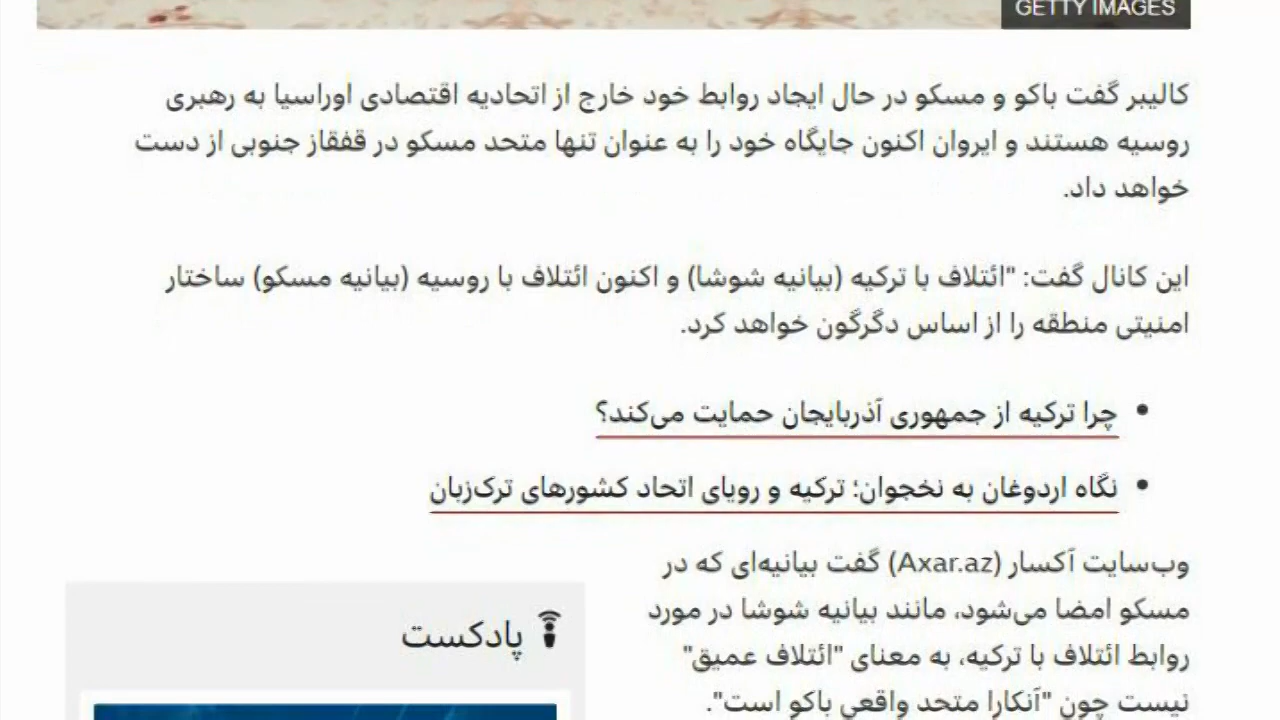 GETTY IMAGES
کالیبر گفت باکو و مسکو در حال ایجاد روابط خود خارج از اتحادیه اقتصادی اوراسیا به رهبری
روسیه هستند و ایروان اکنون جایگاه خود را به عنوان تنها متحد مسکو در قفقاز جنوبی از دست
خواهد داد.
این کانال گفت: "ائتلاف با ترکیه (بیانیه شوشا) و اکنون ائتلاف با روسیه (بیانیه مسکو) ساختار
امنیتی منطقه را از اساس دگرگون خواهد کرد.
• چرا ترکیه از جمهوری آذربایجان حمایت می‌کند؟
• نگاه اردوغان به نخجوان؛ ترکیه و رویای اتحاد کشورهای ترک‌زبان
وب‌سایت آکسار (Axar.az) گفت بیانیه‌ای که در
مسکو امضا می‌شود، مانند بیانیه شوشا در مورد
روابط ائتلاف با ترکیه، به معنای "ائتلاف عمیق"
نیست چون "آنکارا متحد واقعی باکو است".
پادکست